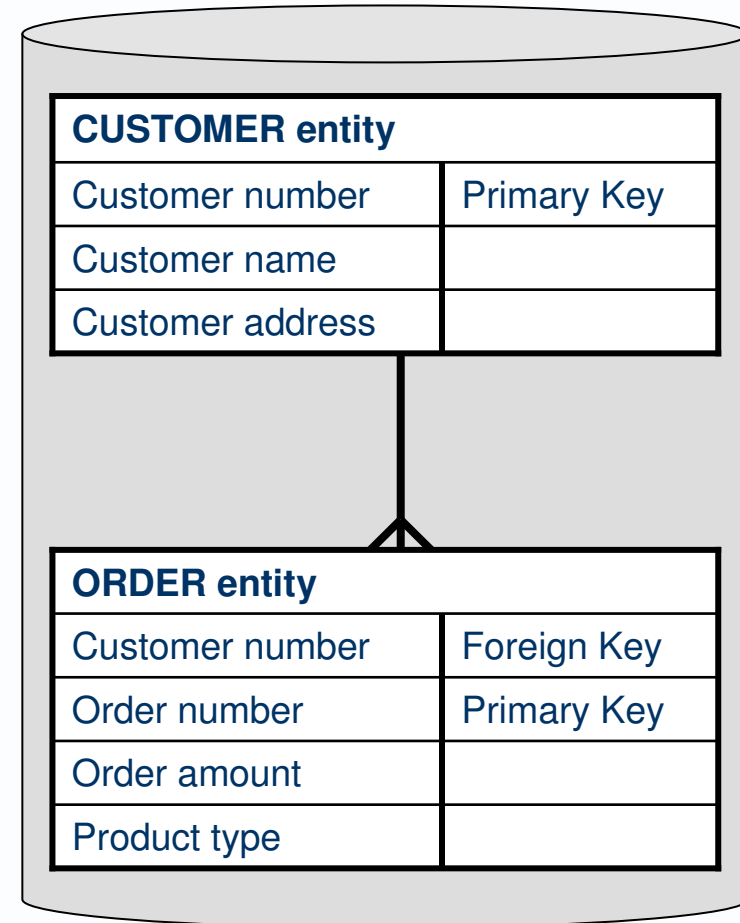 CUSTOMER entity
Customer number Primary Key
Customer name
Customer address
ORDER entity
Customer number Foreign Key
Order number Primary Key
Order amount
Product type